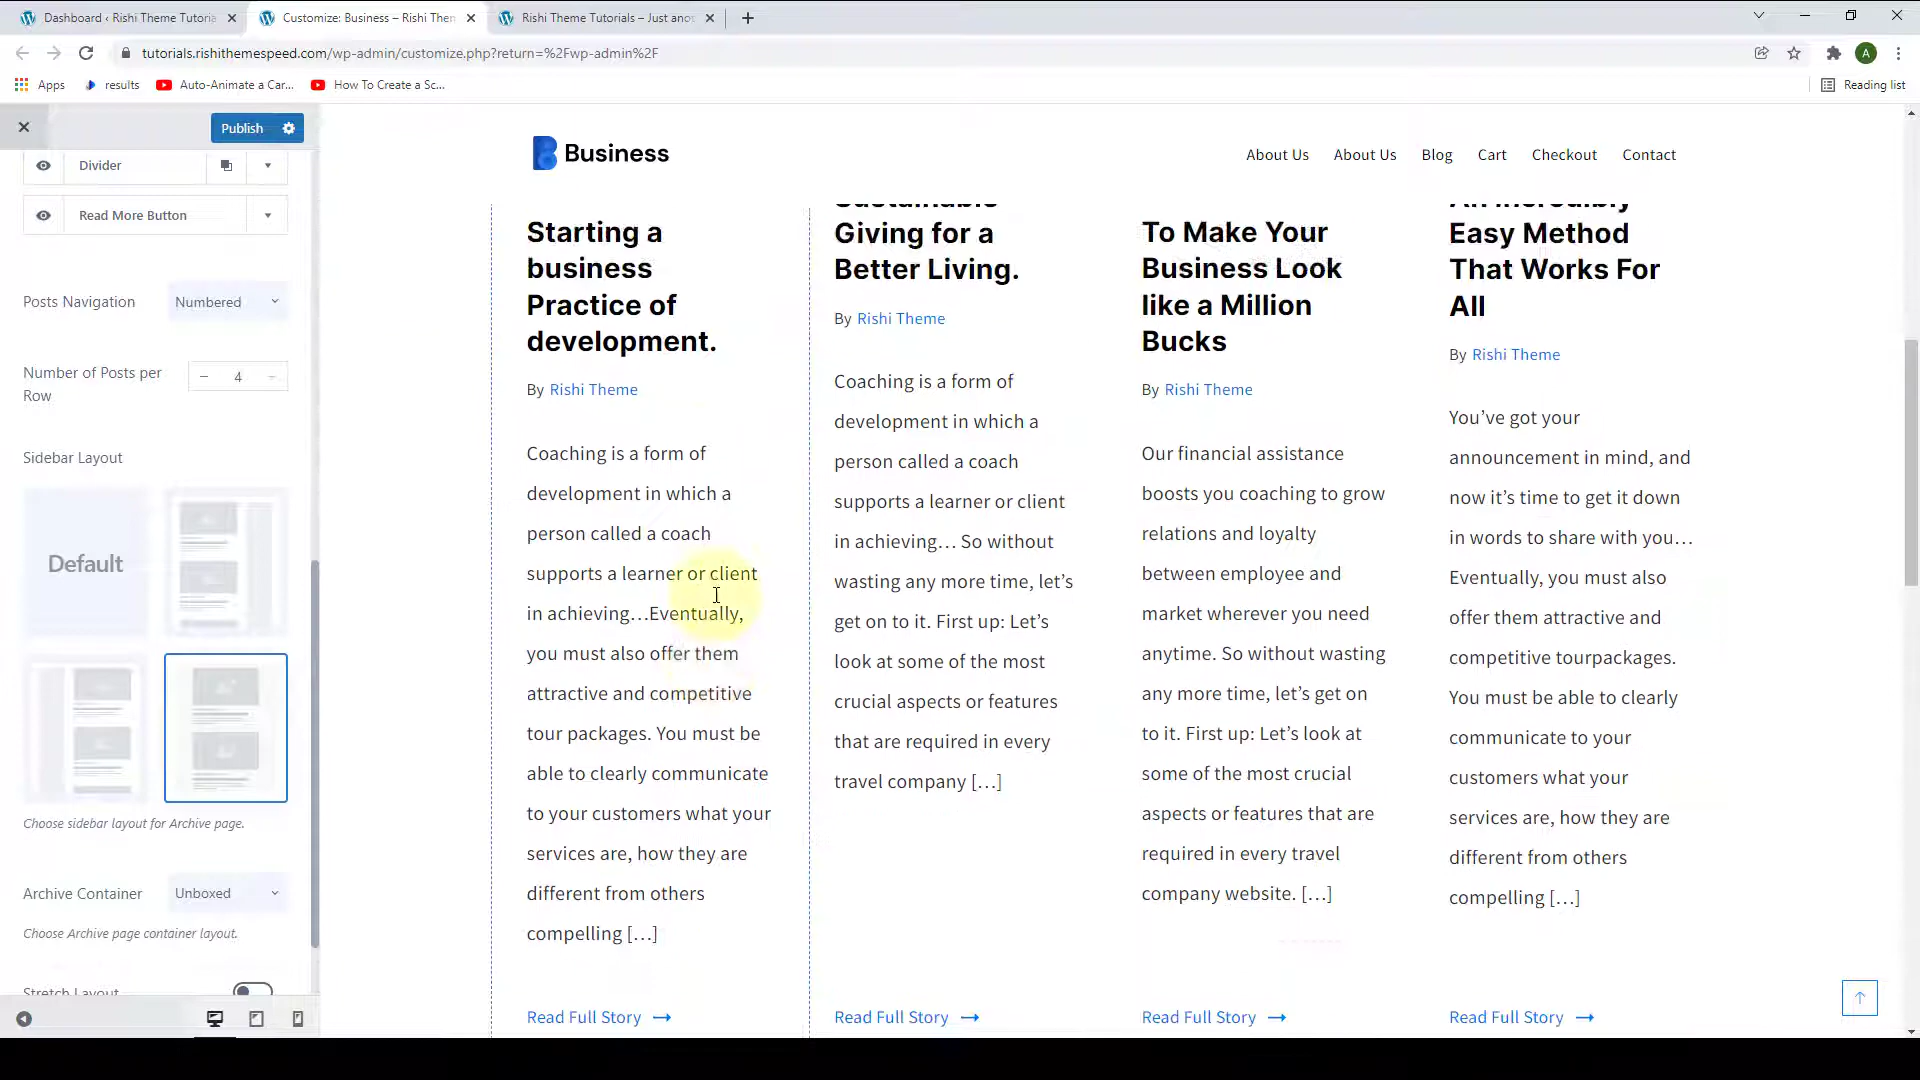 Dashboard ‹ Rishi Theme Tutoria
Customize: Business – Rishi Them
Rishi Theme Tutorials – Just ano
tutorials.rishithemespeed.com/wp-admin/customize.php?return=%2Fwp-admin%2F
A
Apps
results
Auto-Animate a Car...
How To Create a Sc...
Reading list
Publish
Divider
Read More Button
Posts Navigation
Numbered
Number of Posts per
Row
4
Sidebar Layout
Default
Choose sidebar layout for Archive page.
Archive Container
Unboxed
Choose Archive page container layout.
Stretch Layout
Business
About Us
About Us
Blog
Cart
Checkout
Contact
Starting a
business
Practice of
development.
By Rishi Theme
Coaching is a form of
development in which a
person called a coach
supports a learner or client
in achieving…Eventually,
you must also offer them
attractive and competitive
tour packages. You must be
able to clearly communicate
to your customers what your
services are, how they are
different from others
compelling […]
Read Full Story
Sustainable
Giving for a
Better Living.
By Rishi Theme
Coaching is a form of
development in which a
person called a coach
supports a learner or client
in achieving… So without
wasting any more time, let’s
get on to it. First up: Let’s
look at some of the most
crucial aspects or features
that are required in every
travel company […]
Read Full Story
To Make Your
Business Look
like a Million
Bucks
By Rishi Theme
Our financial assistance
boosts you coaching to grow
relations and loyalty
between employee and
market wherever you need
anytime. So without wasting
any more time, let’s get on
to it. First up: Let’s look at
some of the most crucial
aspects or features that are
required in every travel
company website. […]
Read Full Story
An Incredibly
Easy Method
That Works For
All
By Rishi Theme
You’ve got your
announcement in mind, and
now it’s time to get it down
in words to share with you…
Eventually, you must also
offer them attractive and
competitive tourpackages.
You must be able to clearly
communicate to your
customers what your
services are, how they are
different from others
compelling […]
Read Full Story